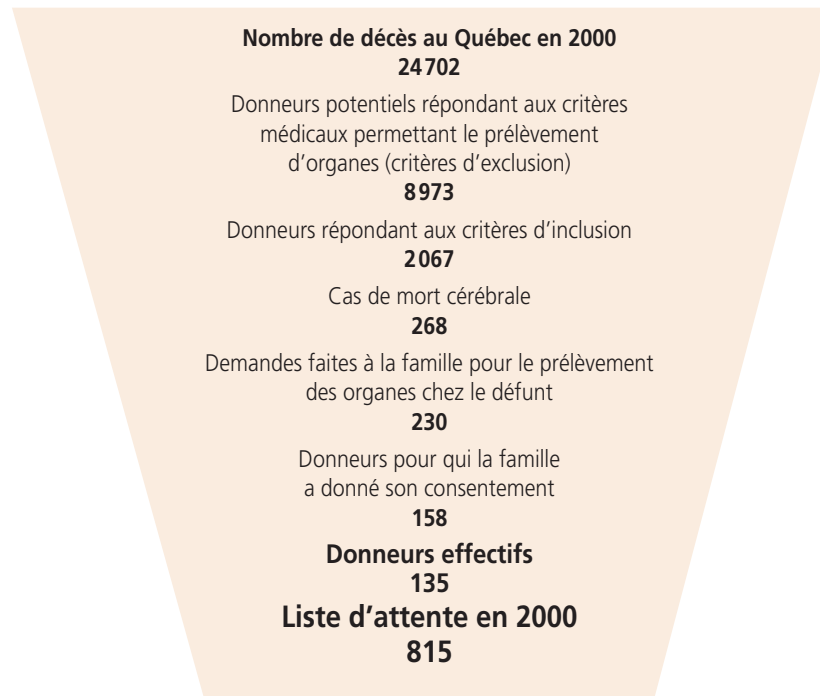 Nombre de décès au Québec en 2000
24 702
Donneurs potentiels répondant aux critères
médicaux permettant le prélèvement
d’organes (critères d’exclusion)
8 973
Donneurs répondant aux critères d’inclusion
2 067
Cas de mort cérébrale
268
Demandes faites à la famille pour le prélèvement
des organes chez le défunt
230
Donneurs pour qui la famille
a donné son consentement
158
Donneurs effectifs
135
Liste d’attente en 2000
815